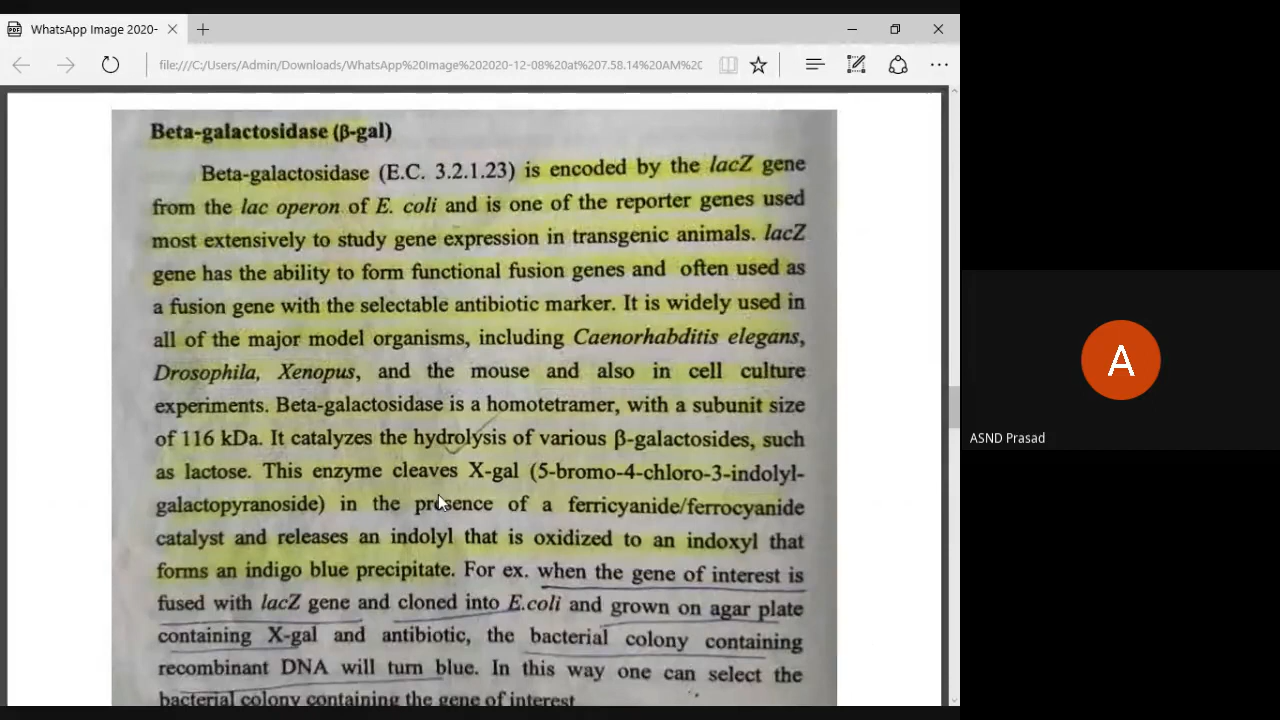 WhatsApp Image 2020-
file:///C:/Users/Admin/Downloads/WhatsApp%20Image%202020-12-08%20at%207.58.14%20AM%2C
Beta-galactosidase (β-gal)
Beta-galactosidase (E.C. 3.2.1.23) is encoded by the lacZ gene
from the lac operon of E. coli and is one of the reporter genes used
most extensively to study gene expression in transgenic animals. lacZ
gene has the ability to form functional fusion genes and often used as
a fusion gene with the selectable antibiotic marker. It is widely used in
all of the major model organisms, including Caenorhabditis elegans,
Drosophila, Xenopus, and the mouse and also in cell culture
experiments. Beta-galactosidase is a homotetramer, with a subunit size
of 116 kDa. It catalyzes the hydrolysis of various β-galactosides, such
as lactose. This enzyme cleaves X-gal (5-bromo-4-chloro-3-indolyl-
galactopyranoside) in the presence of a ferricyanide/ferrocyanide
catalyst and releases an indolyl that is oxidized to an indoxyl that
forms an indigo blue precipitate. For ex. when the gene of interest is
fused with lacZ gene and cloned into E.coli and grown on agar plate
containing X-gal and antibiotic, the bacterial colony containing
recombinant DNA will turn blue. In this way one can select the
bacterial colony containing the gene of interest
A
ASND Prasad